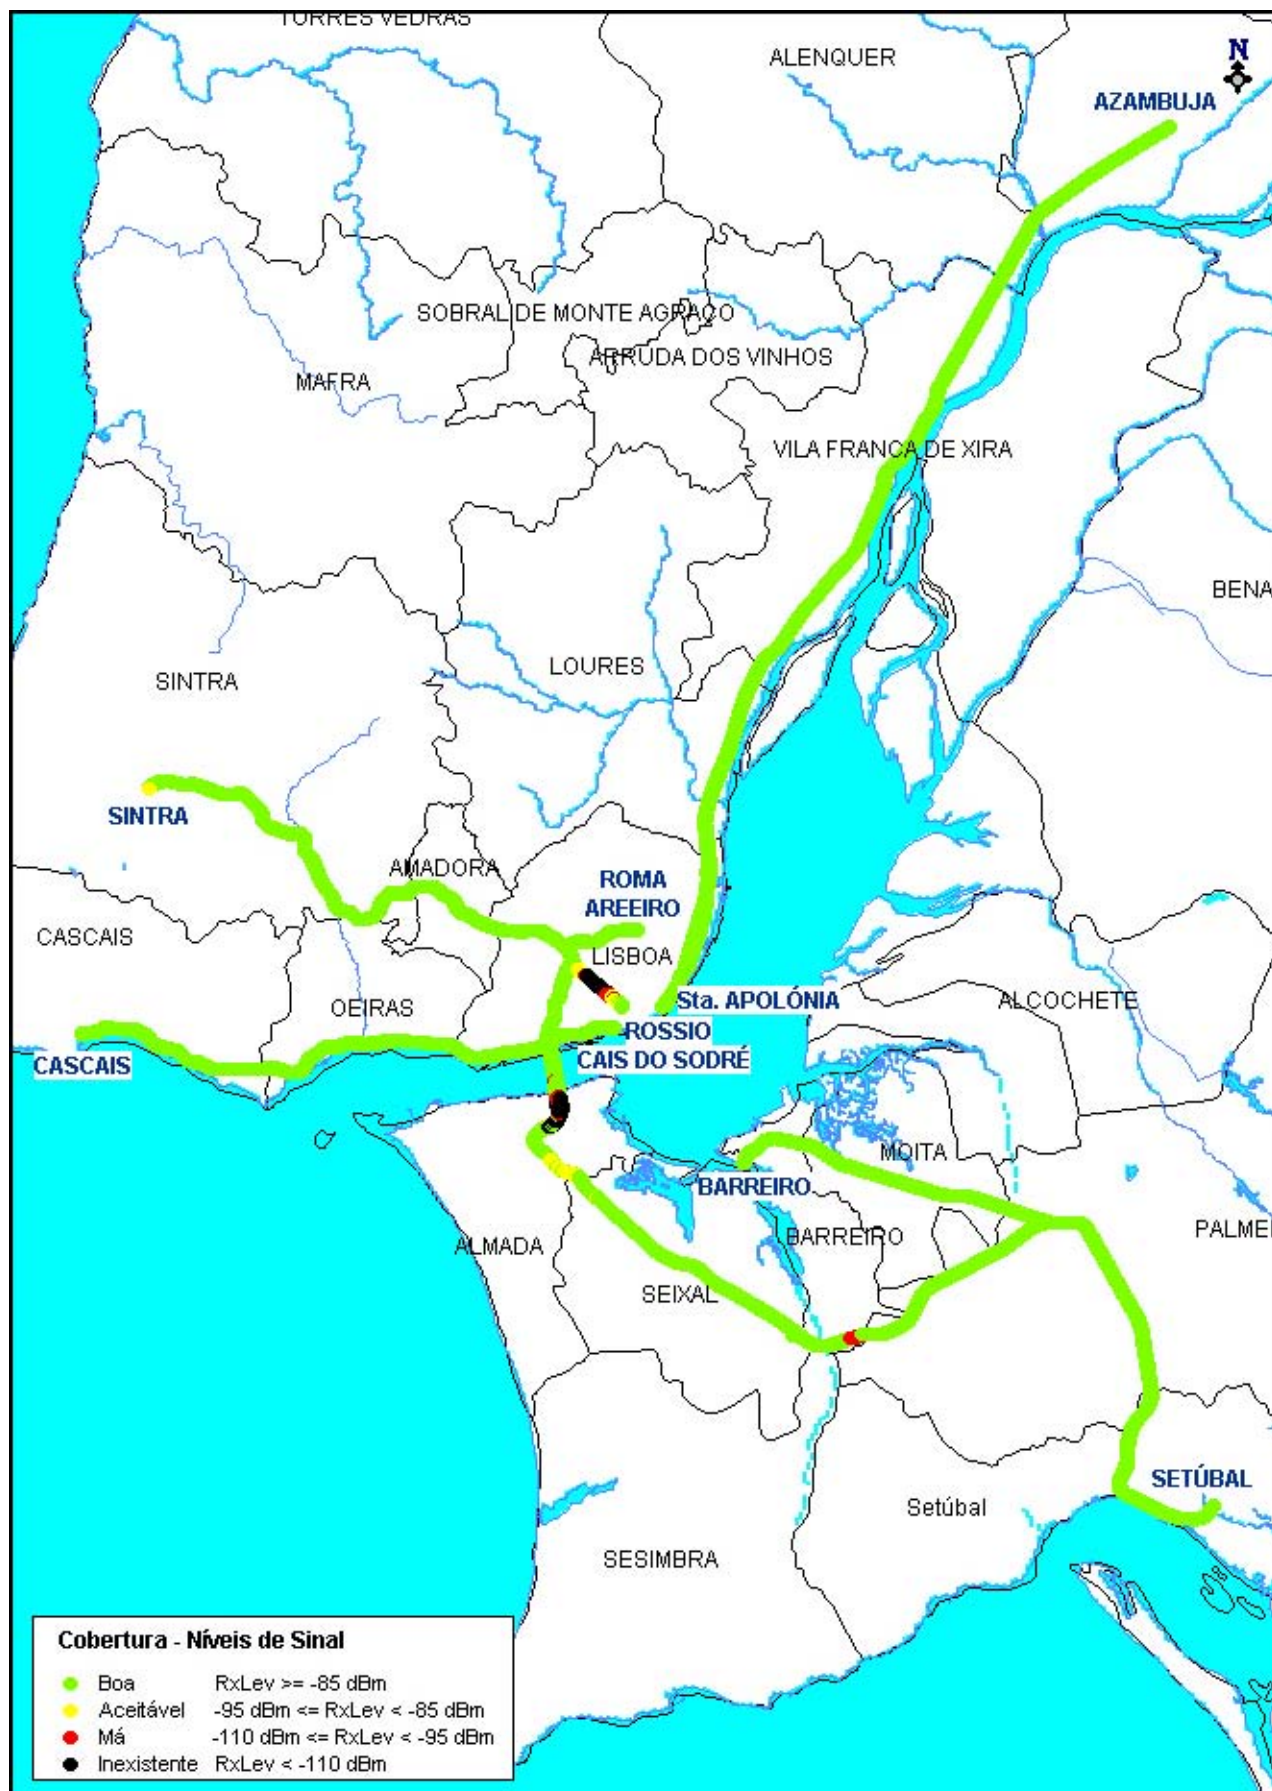 TORRES VEDRAS
ALENQUER
N
AZAMBUJA
SOBRAL DE MONTE AGRAÇO
ARRUDA DOS VINHOS
MAFRA
VILA FRANCA DE XIRA
BENA
LOURES
SINTRA
SINTRA
AMADORA
ROMA
AREEIRO
CASCAIS
LISBOA
OEIRAS
Sta. APOLÓNIA
ALCOCHETE
ROSSIO
CASCAIS
CAIS DO SODRÉ
MOITA
BARREIRO
PALMEI
BARREIRO
ALMADA
SEIXAL
SETÚBAL
Setúbal
SESIMBRA
Cobertura - Níveis de Sinal
Boa RxLev >= -85 dBm
Aceitável -95 dBm <= RxLev < -85 dBm
Má -110 dBm <= RxLev < -95 dBm
Inexistente RxLev < -110 dBm